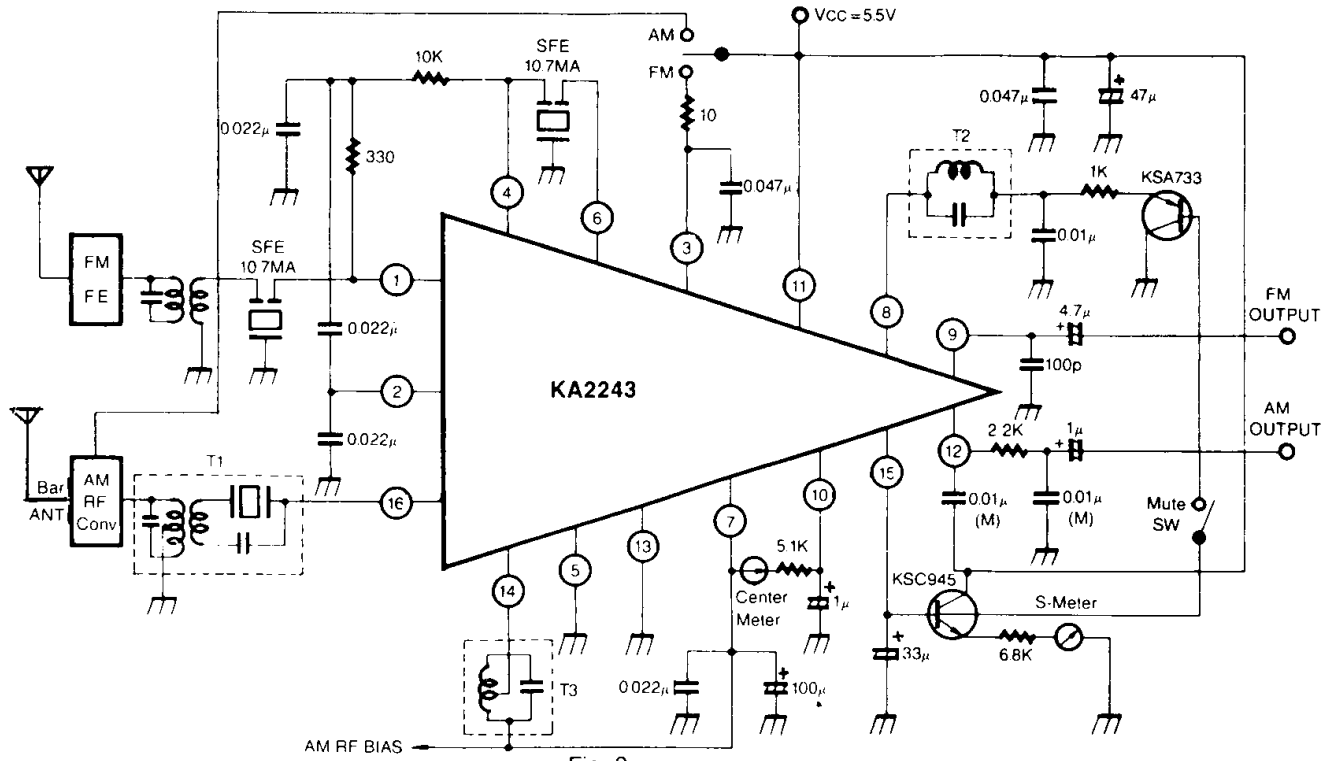 AM
VCC = 5.5V
SFE
10.7MA
10K
FM
0.022μ
330
10
0.047μ
47μ
0.047μ
T2
1K
KSA733
4
6
3
11
8
0.01μ
FM
FE
SFE
10.7MA
1
0.022μ
9
4.7μ
FM
OUTPUT
100p
KA2243
2
0.022μ
AM
OUTPUT
2.2K
1μ
12
T1
Bar
ANT
AM
RF
Conv
16
15
10
7
0.01μ
(M)
0.01μ
(M)
Mute
SW
13
5
14
5.1K
Center
Meter
1μ
KSC945
S-Meter
33μ
6.8K
T3
0.022μ
100μ
AM RF BIAS